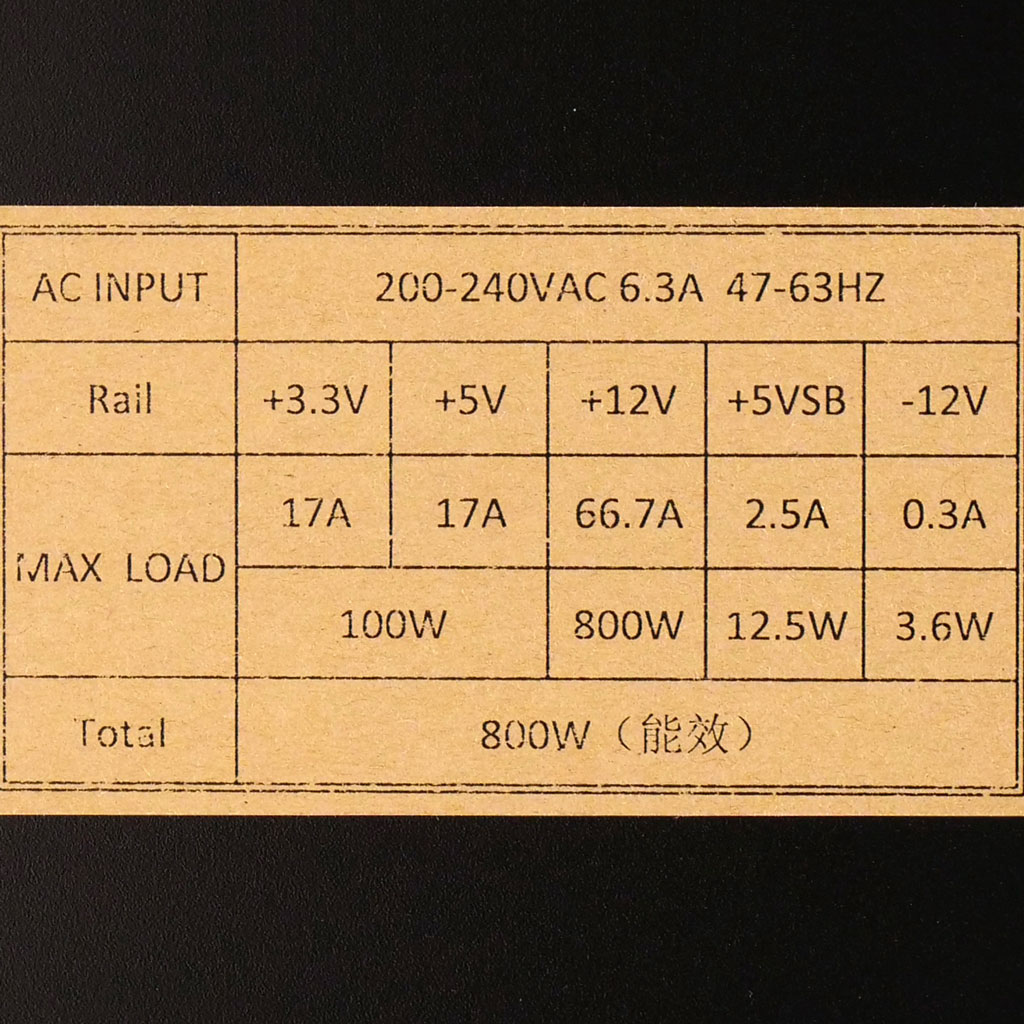 AC INPUT 200-240VAC 6.3A 47-63HZ
Rail +3.3V +5V +12V +5VSB -12V
MAX LOAD 17A 17A 66.7A 2.5A 0.3A
100W 800W 12.5W 3.6W
Total 800W（能效）